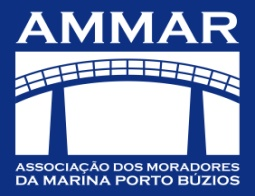 AMMAR
ASSOCIAÇÃO DOS MORADORES
DA MARINA PORTO BÚZIOS